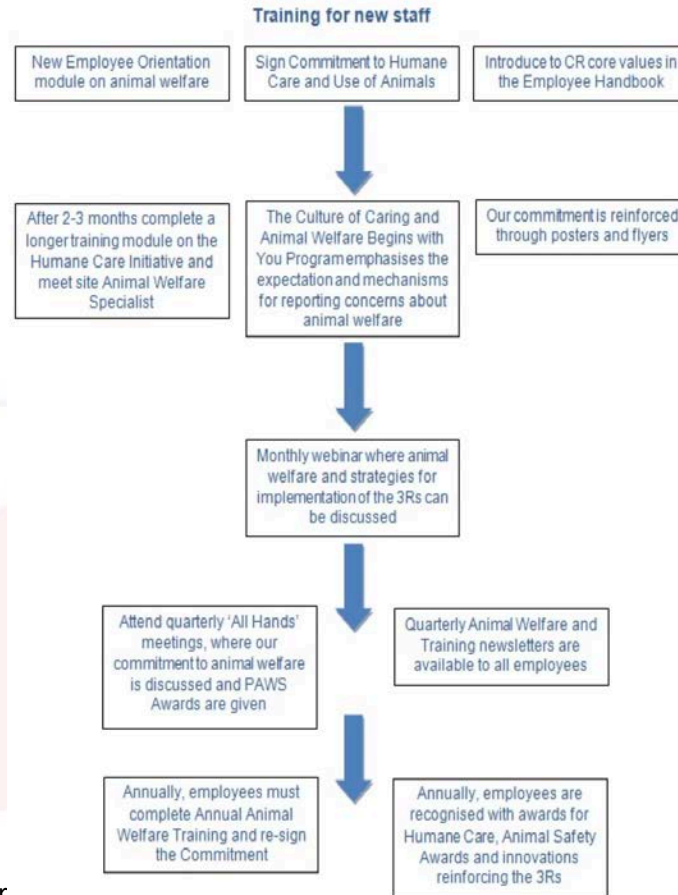 Training for new staff
New Employee Orientation
module on animal welfare
Sign Commitment to Humane
Care and Use of Animals
Introduce to CR core values in
the Employee Handbook
After 2-3 months complete a
longer training module on the
Humane Care Initiative and
meet site Animal Welfare
Specialist
The Culture of Caring and
Animal Welfare Begins with
You Program emphasises the
expectation and mechanisms
for reporting concerns about
animal welfare
Our commitment is reinforced
through posters and flyers
Monthly webinar where animal
welfare and strategies for
implementation of the 3Rs can
be discussed
Attend quarterly ‘All Hands’
meetings, where our
commitment to animal welfare
is discussed and PAWS
Awards are given
Quarterly Animal Welfare and
Training newsletters are
available to all employees
Annually, employees must
complete Annual Animal
Welfare Training and re-sign
the Commitment
Annually, employees are
recognised with awards for
Humane Care, Animal Safety
Awards and innovations
reinforcing the 3Rs